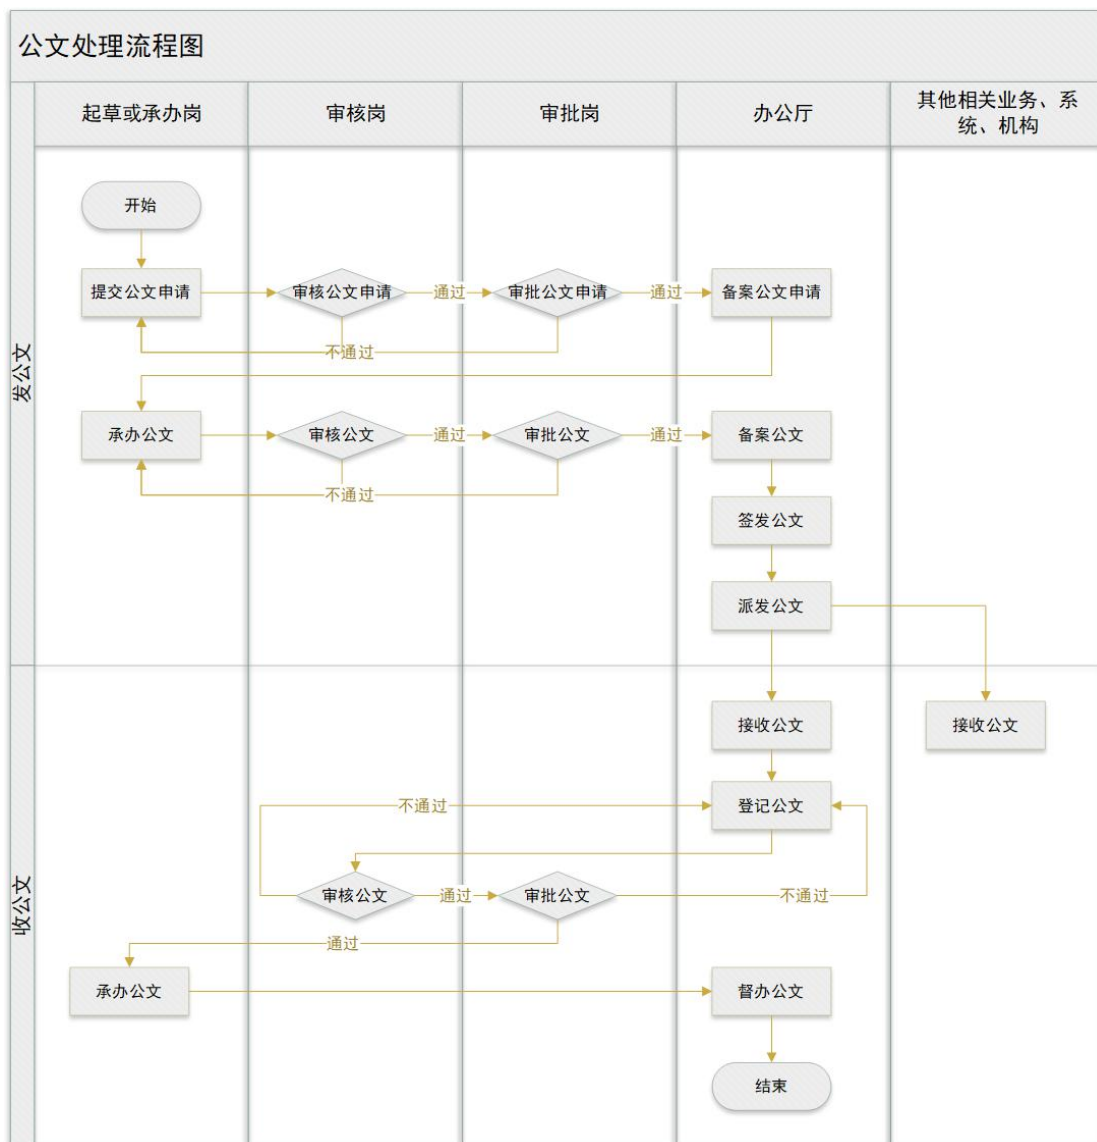 公文处理流程图
起草或承办岗
审核岗
审批岗
办公厅
其他相关业务、系
统、机构
发公文
开始
提交公文申请
审核公文申请
通过
审批公文申请
通过
备案公文申请
不通过
承办公文
审核公文
通过
审批公文
通过
备案公文
不通过
签发公文
派发公文
收公文
接收公文
接收公文
不通过
登记公文
审核公文
通过
审批公文
不通过
通过
承办公文
督办公文
结束